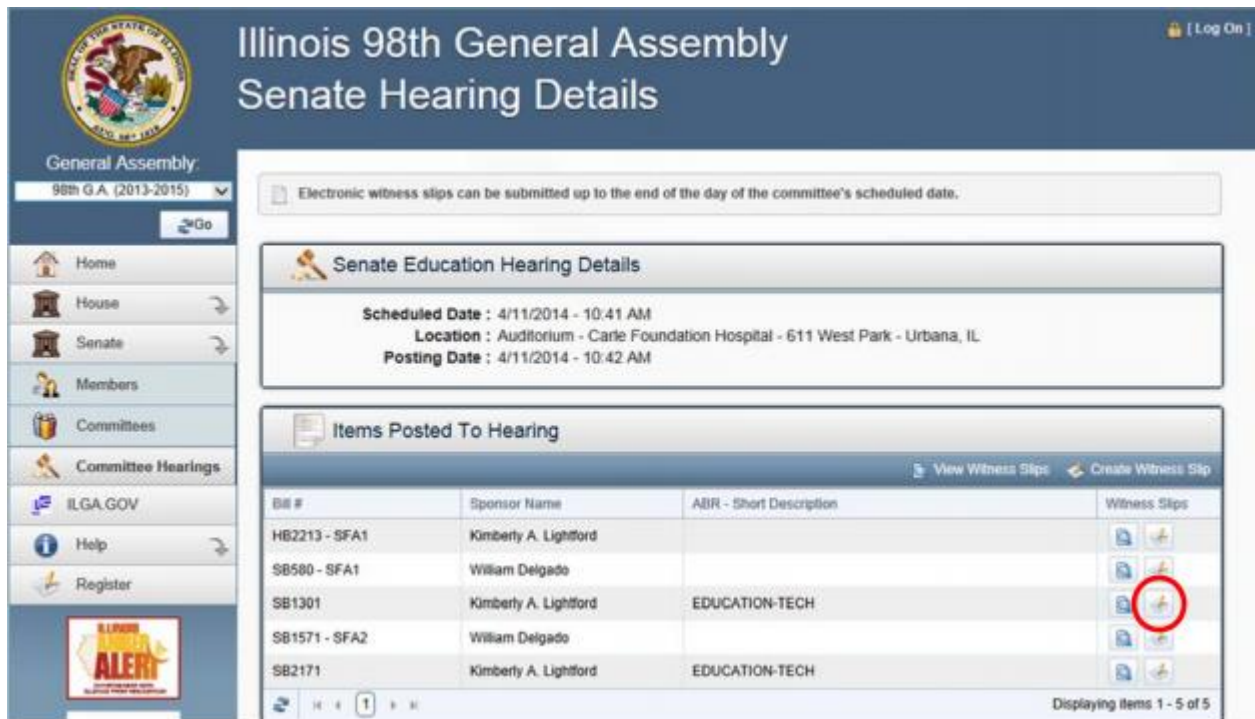 Illinois 98th General Assembly
Senate Hearing Details
[ Log On ]
General Assembly:
98th G.A. (2013-2015)
Go
Home
House
Senate
Members
Committees
Committee Hearings
ILGA.GOV
Help
Register
ALERT
Electronic witness slips can be submitted up to the end of the day of the committee's scheduled date.
Senate Education Hearing Details
Scheduled Date : 4/11/2014 - 10:41 AM
Location : Auditorium - Carle Foundation Hospital - 611 West Park - Urbana, IL
Posting Date : 4/11/2014 - 10:42 AM
Items Posted To Hearing
View Witness Slips Create Witness Slip
Bill # Sponsor Name ABR - Short Description Witness Slips
HB2213 - SFA1 Kimberly A. Lightford
SB580 - SFA1 William Delgado
SB1301 Kimberly A. Lightford EDUCATION-TECH
SB1571 - SFA2 William Delgado
SB2171 Kimberly A. Lightford EDUCATION-TECH
1 Displaying items 1 - 5 of 5